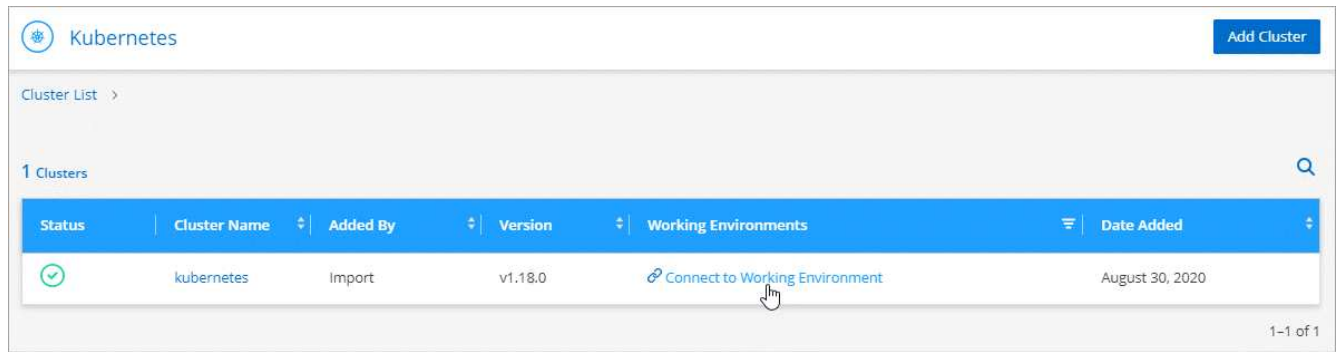 Kubernetes
Add Cluster
Cluster List >
1 Clusters
Status Cluster Name Added By Version Working Environments Date Added
kubernetes Import v1.18.0 Connect to Working Environment August 30, 2020
1–1 of 1